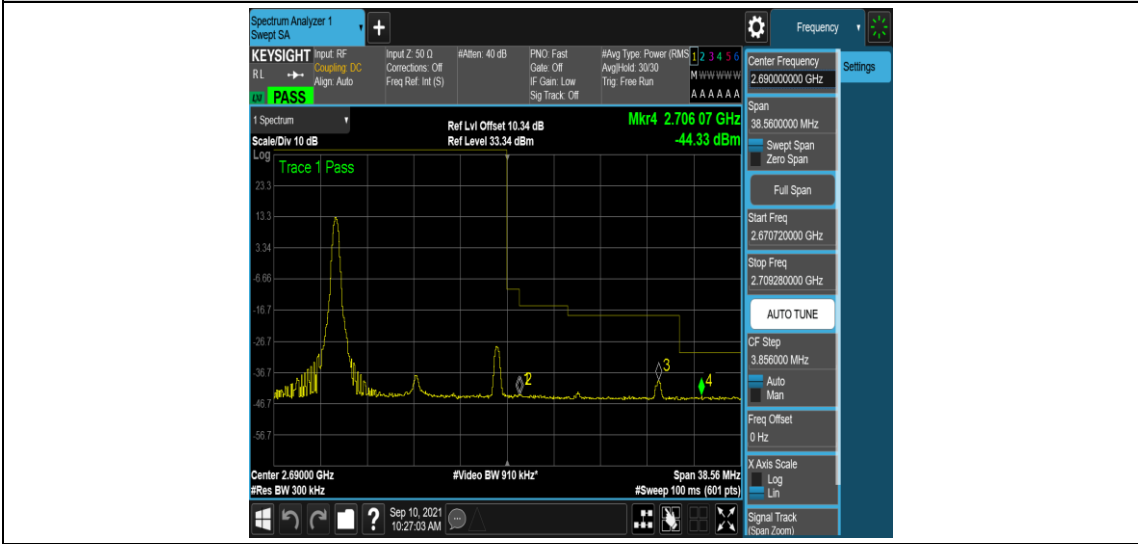 Spectrum Analyzer 1
Swept SA
+
Frequency
KEYSIGHT
RL
LW PASS
Input: RF
Coupling: DC
Align: Auto
Input Z: 50 Ω
Corrections: Off
Freq Ref: Int (S)
#Atten: 40 dB
PNO: Fast
Gate: Off
IF Gain: Low
Sig Track: Off
#Avg Type: Power (RMS
Avg|Hold: 30/30
Trig: Free Run
1 2 3 4 5 6
M W W W W W
A A A A A A
1 Spectrum
Scale/Div 10 dB
Ref Lvl Offset 10.34 dB
Ref Level 33.34 dBm
Mkr4 2.706 07 GHz
-44.33 dBm
Log
Trace 1 Pass
23.3
13.3
3.34
-6.66
-16.7
-26.7
-36.7
-46.7
-56.7
2
3
4
Center 2.69000 GHz
#Res BW 300 kHz
#Video BW 910 kHz*
Span 38.56 MHz
#Sweep 100 ms (601 pts)
?
Sep 10, 2021
10:27:03 AM
Center Frequency
2.690000000 GHz
Settings
Span
38.5600000 MHz
Swept Span
Zero Span
Full Span
Start Freq
2.670720000 GHz
Stop Freq
2.709280000 GHz
AUTO TUNE
CF Step
3.856000 MHz
Auto
Man
Freq Offset
0 Hz
X Axis Scale
Log
Lin
Signal Track
(Span Zoom)